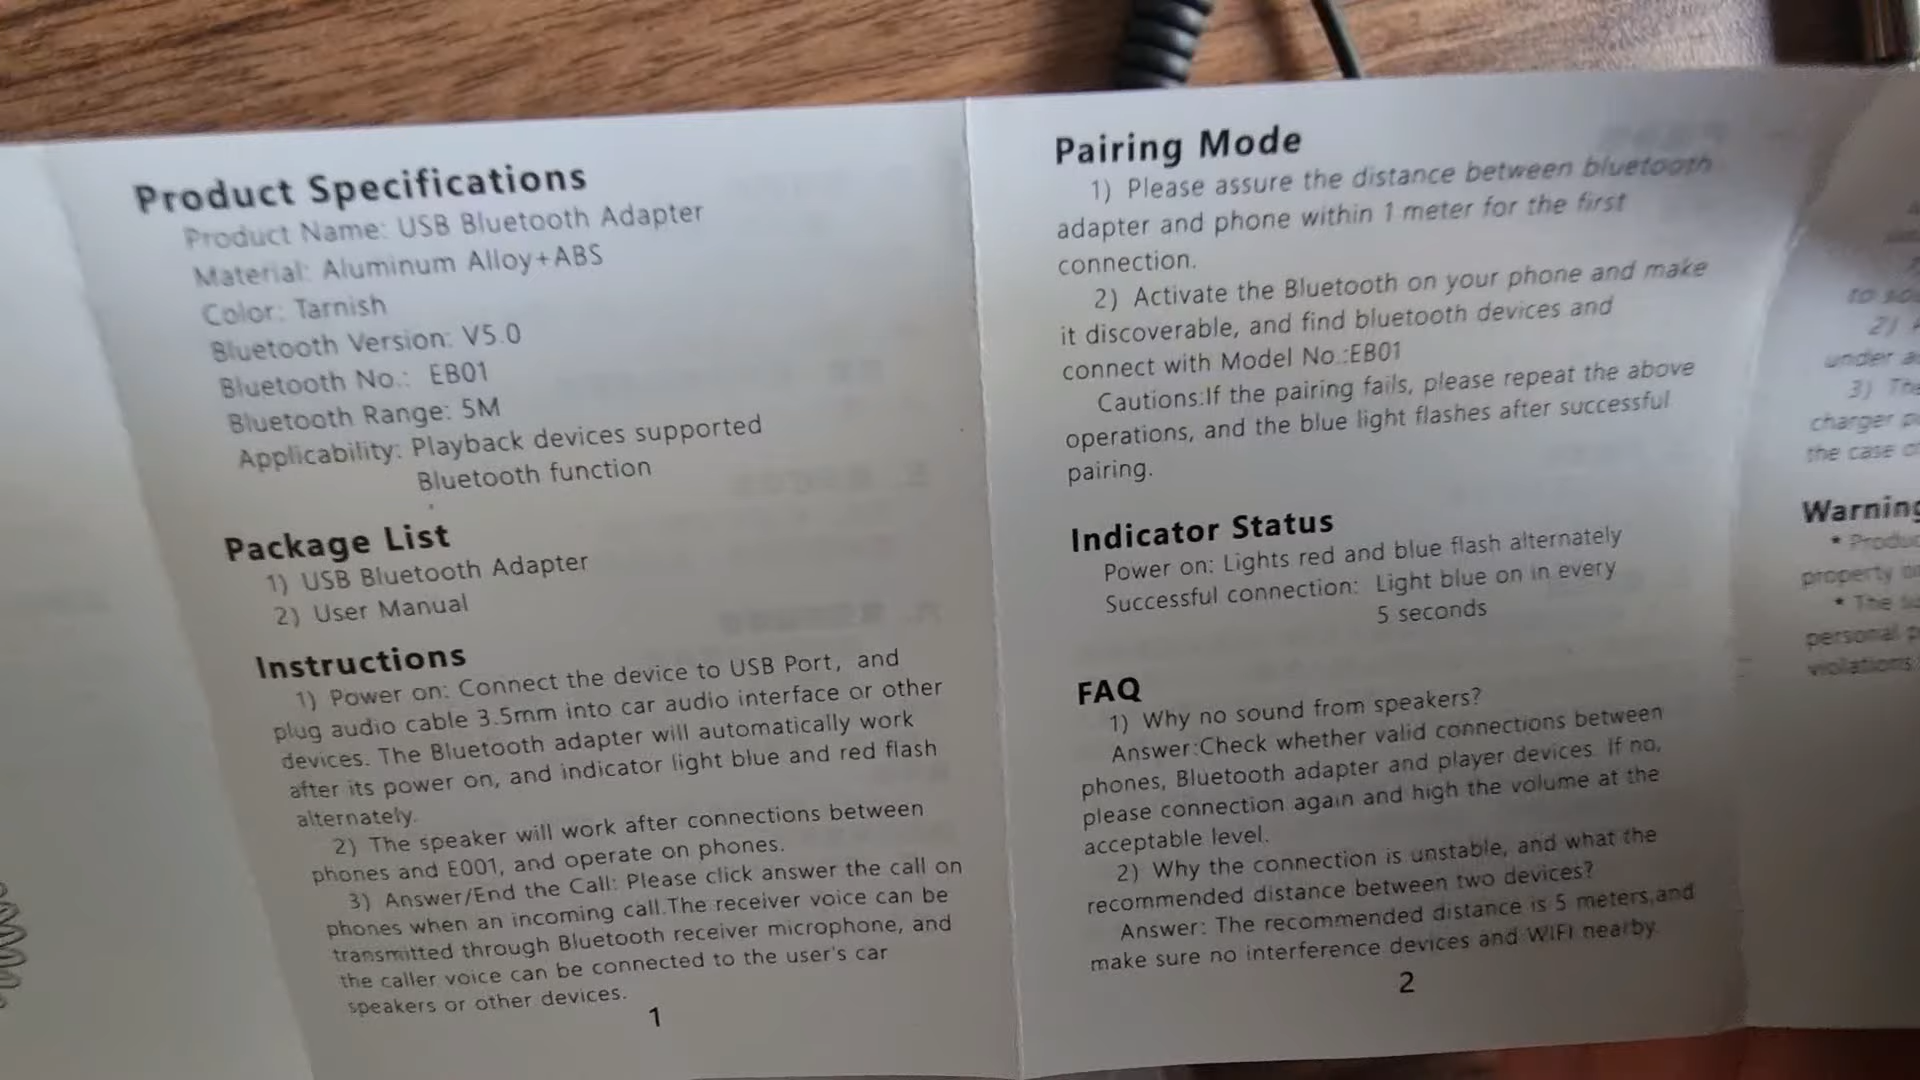 Product Specifications
Product Name: USB Bluetooth Adapter
Material: Aluminum Alloy+ABS
Color: Tarnish
Bluetooth Version: V5.0
Bluetooth No.: EB01
Bluetooth Range: 5M
Applicability: Playback devices supported
Bluetooth function
Package List
1) USB Bluetooth Adapter
2) User Manual
Instructions
1) Power on: Connect the device to USB Port, and
plug audio cable 3.5mm into car audio interface or other
devices. The Bluetooth adapter will automatically work
after its power on, and indicator light blue and red flash
alternately.
2) The speaker will work after connections between
phones and E001, and operate on phones.
3) Answer/End the Call: Please click answer the call on
phones when an incoming call.The receiver voice can be
transmitted through Bluetooth receiver microphone, and
the caller voice can be connected to the user's car
speakers or other devices.
1
Pairing Mode
1) Please assure the distance between bluetooth
adapter and phone within 1 meter for the first
connection.
2) Activate the Bluetooth on your phone and make
it discoverable, and find bluetooth devices and
connect with Model No.:EB01
Cautions:If the pairing fails, please repeat the above
operations, and the blue light flashes after successful
pairing.
Indicator Status
Power on: Lights red and blue flash alternately
Successful connection: Light blue on in every
5 seconds
FAQ
1) Why no sound from speakers?
Answer:Check whether valid connections between
phones, Bluetooth adapter and player devices. If no,
please connection again and high the volume at the
acceptable level.
2) Why the connection is unstable, and what the
recommended distance between two devices?
Answer: The recommended distance is 5 meters,and
make sure no interference devices and WIFI nearby
2
to
2)
under
3) The
charger
the case
Warning
*
property
* The
personal
violations